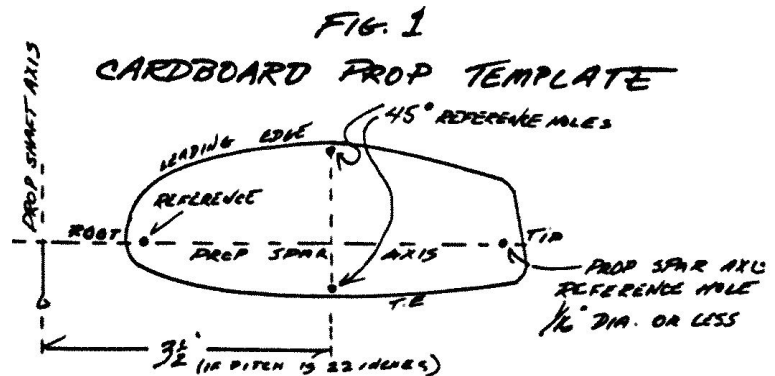 FIG. 1
CARDBOARD PROP TEMPLATE
PROP SHAFT AXIS
45° REFERENCE HOLES
LEADING EDGE
REFERENCE
ROOT
PROP SPAR AXIS
TIP
T.E
PROP SPAR AXIS
REFERENCE HOLE
1/16" DIA. OR LESS
3 1/2" (IF PITCH IS 22 INCHES)